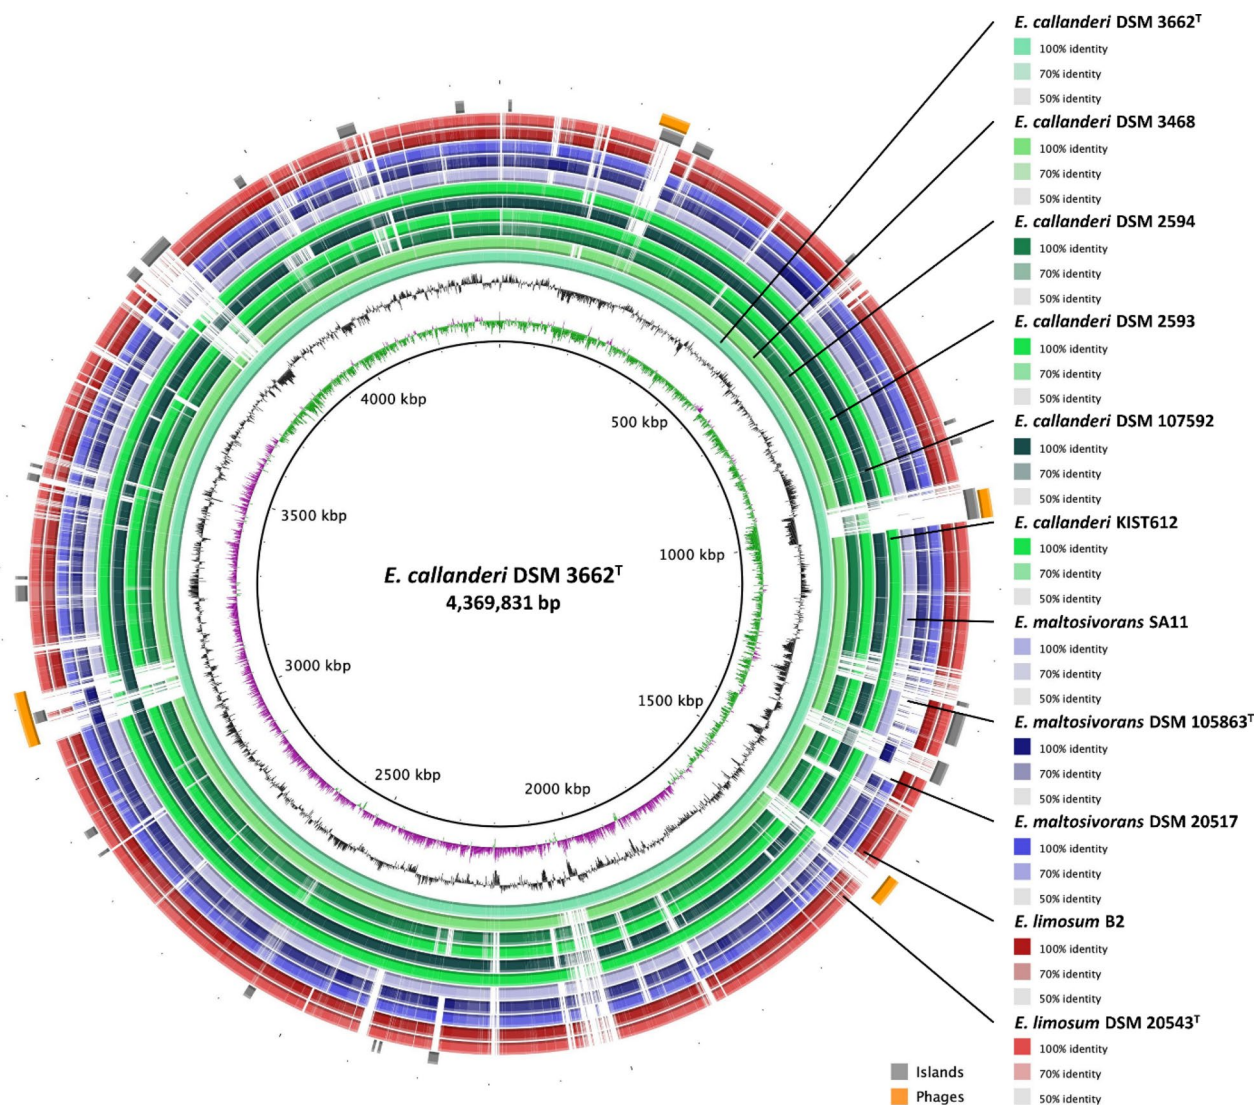 E. callanderi DSM 3662ᵀ
100% identity
70% identity
50% identity
E. callanderi DSM 3468
100% identity
70% identity
50% identity
E. callanderi DSM 2594
100% identity
70% identity
50% identity
E. callanderi DSM 2593
100% identity
70% identity
50% identity
E. callanderi DSM 107592
100% identity
70% identity
50% identity
E. callanderi KIST612
100% identity
70% identity
50% identity
E. maltosivorans SA11
100% identity
70% identity
50% identity
E. maltosivorans DSM 105863ᵀ
100% identity
70% identity
50% identity
E. maltosivorans DSM 20517
100% identity
70% identity
50% identity
E. limosum B2
100% identity
70% identity
50% identity
E. limosum DSM 20543ᵀ
100% identity
70% identity
50% identity
Islands
Phages
500 kbp
1000 kbp
1500 kbp
2000 kbp
2500 kbp
3000 kbp
3500 kbp
4000 kbp
E. callanderi DSM 3662ᵀ
4,369,831 bp